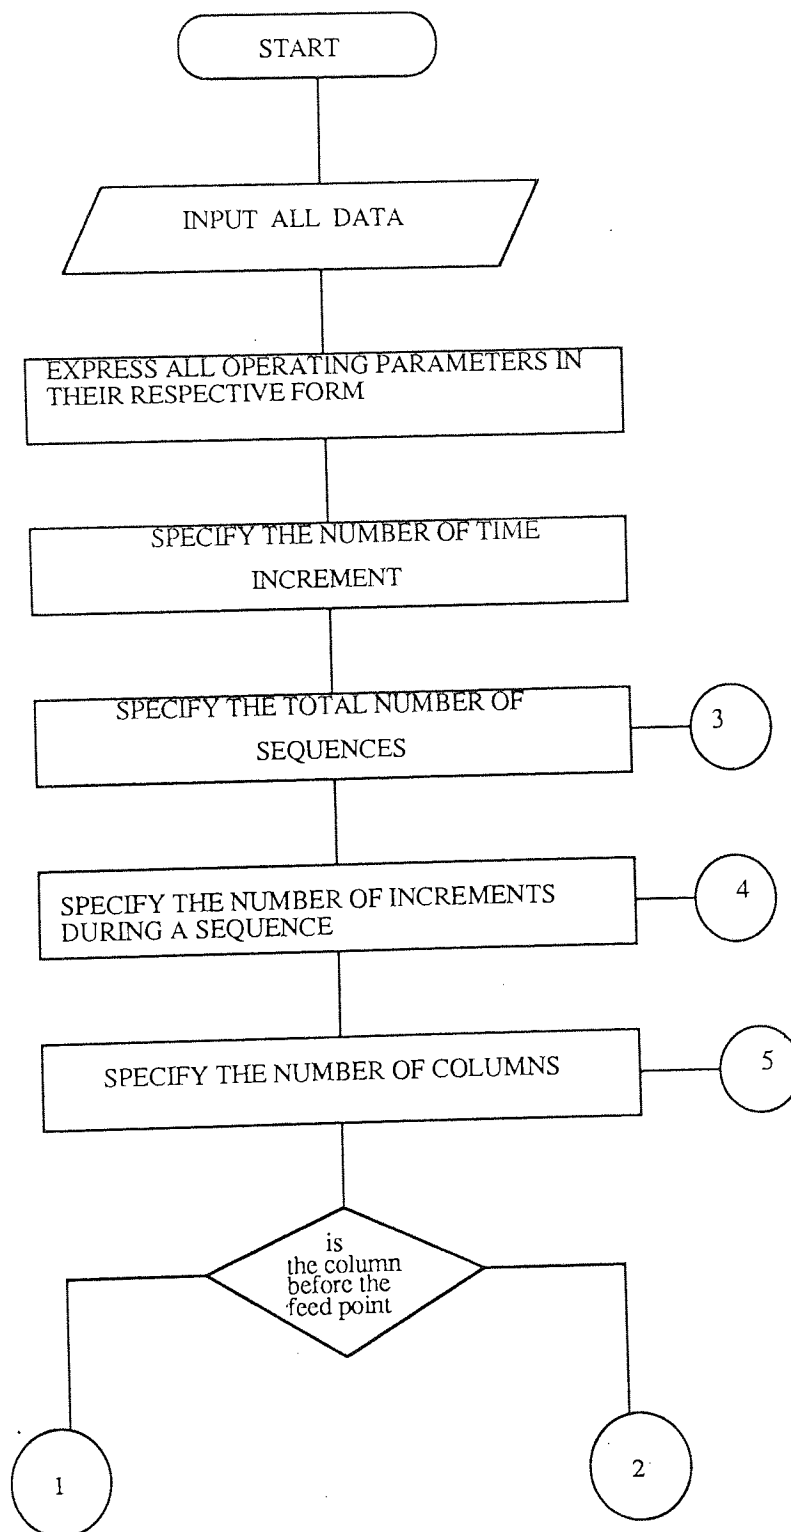 START
INPUT ALL DATA
EXPRESS ALL OPERATING PARAMETERS IN
THEIR RESPECTIVE FORM
SPECIFY THE NUMBER OF TIME
INCREMENT
SPECIFY THE TOTAL NUMBER OF
SEQUENCES
3
SPECIFY THE NUMBER OF INCREMENTS
DURING A SEQUENCE
4
SPECIFY THE NUMBER OF COLUMNS
5
is
the column
before the
feed point
1
2